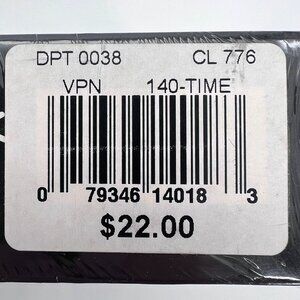 DPT 0038 CL 776
VPN 140-TIME
0 79346 14018 3
$22.00